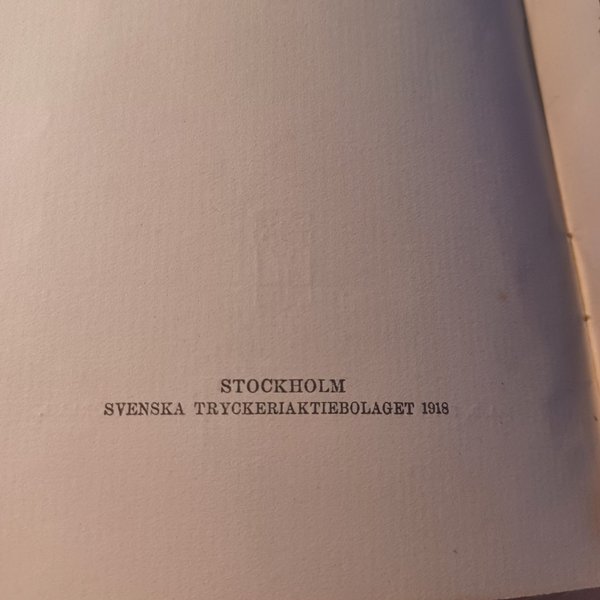 STOCKHOLM
SVENSKA TRYCKERIAKTIEBOLAGET 1918